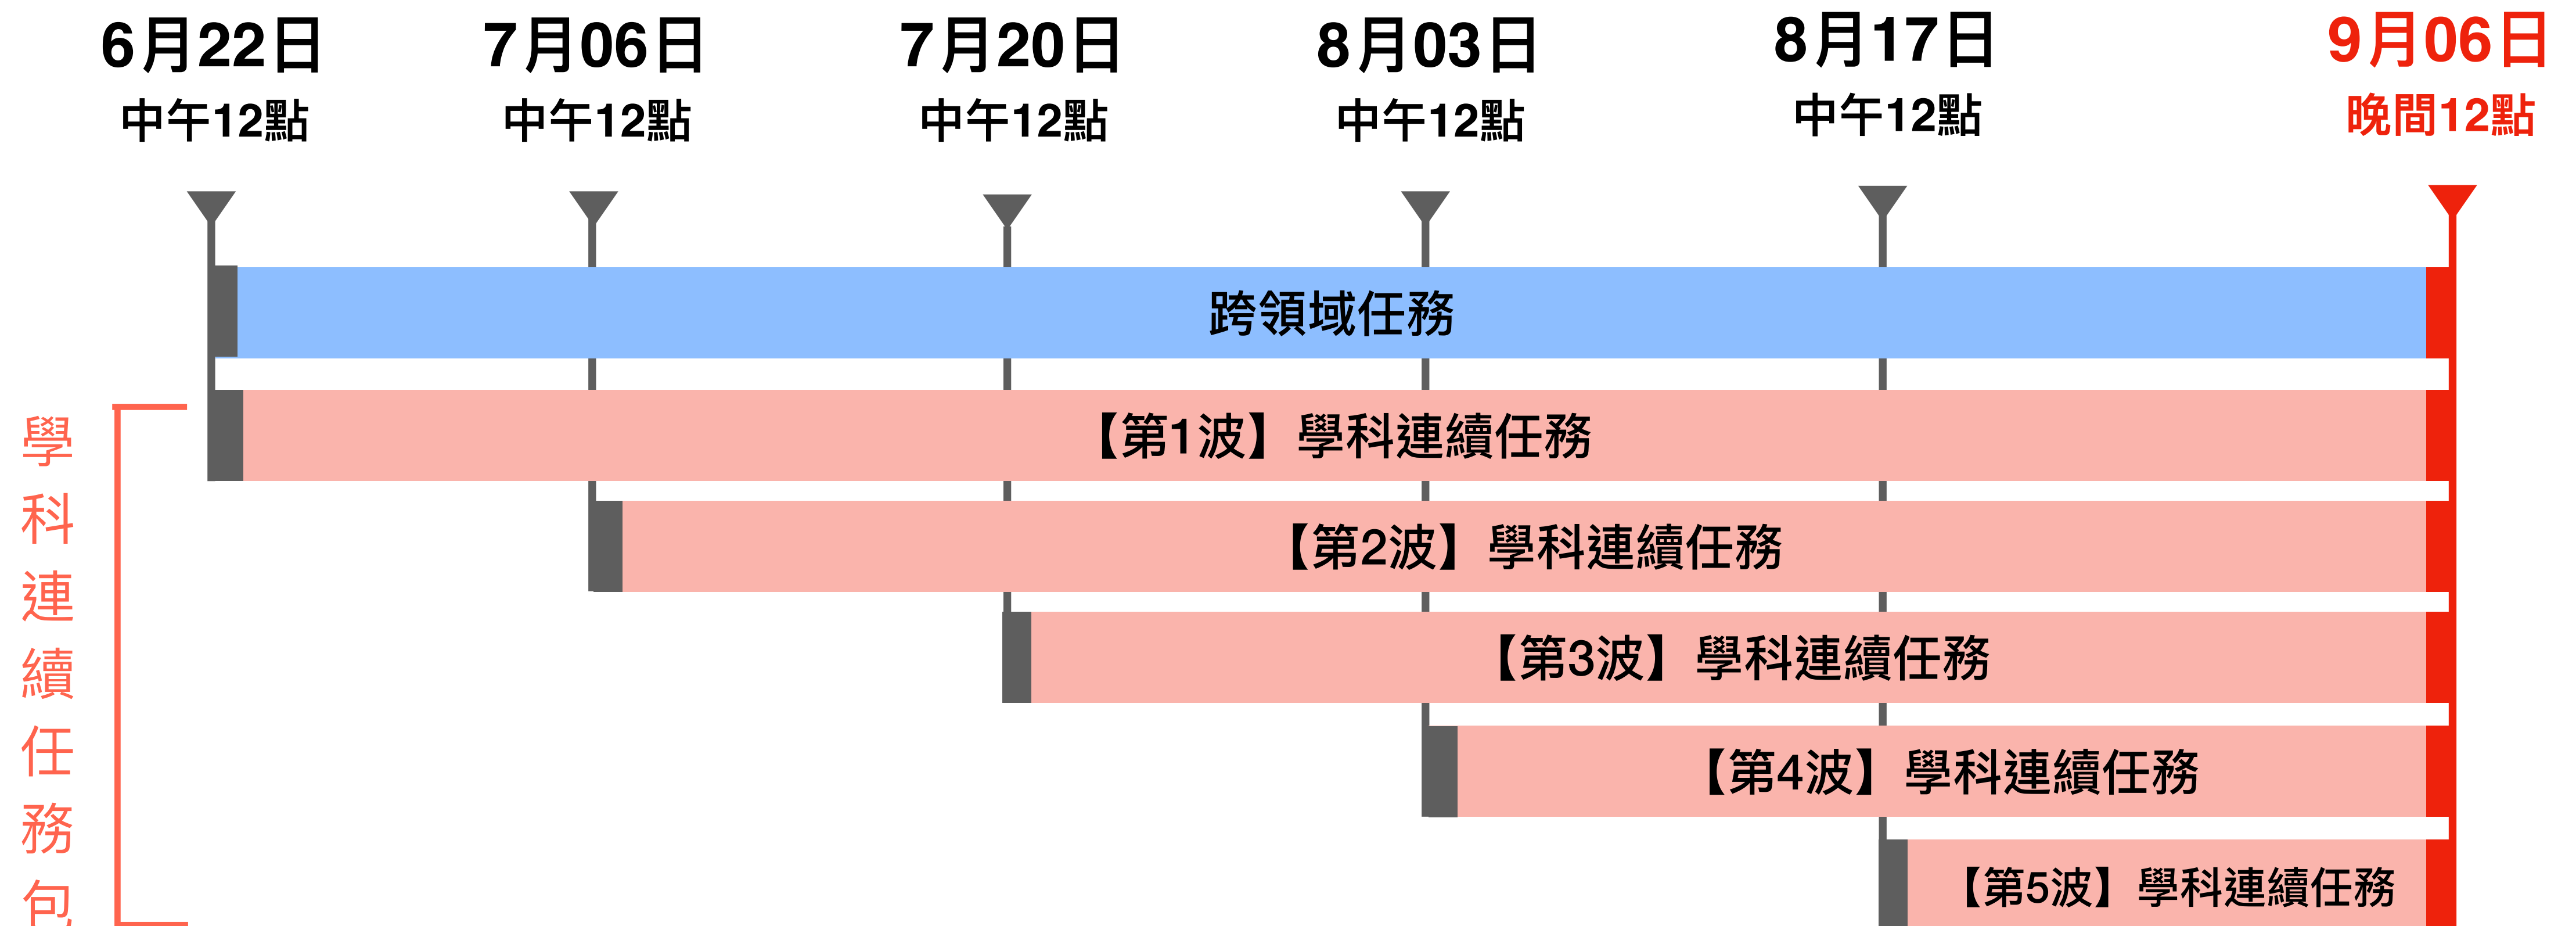 6月22日
中午12點
7月06日
中午12點
7月20日
中午12點
8月03日
中午12點
8月17日
中午12點
9月06日
晚間12點
跨領域任務
【第1波】學科連續任務
【第2波】學科連續任務
【第3波】學科連續任務
【第4波】學科連續任務
【第5波】學科連續任務
學科連續任務包